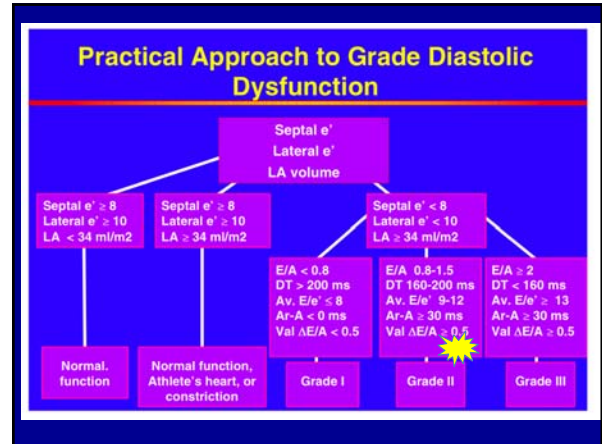 Practical Approach to Grade Diastolic
Dysfunction
Septal e'
Lateral e'
LA volume
Septal e' ≥ 8
Lateral e' ≥ 10
LA < 34 ml/m2
Septal e' ≥ 8
Lateral e' ≥ 10
LA ≥ 34 ml/m2
Septal e' < 8
Lateral e' < 10
LA ≥ 34 ml/m2
E/A < 0.8
DT > 200 ms
Av. E/e' ≤ 8
Ar-A < 0 ms
Val ΔE/A < 0.5
E/A 0.8-1.5
DT 160-200 ms
Av. E/e' 9-12
Ar-A ≥ 30 ms
Val ΔE/A ≥ 0.5
E/A ≥ 2
DT < 160 ms
Av. E/e' ≥ 13
Ar-A ≥ 30 ms
Val ΔE/A ≥ 0.5
Normal.
function
Normal function,
Athlete's heart, or
constriction
Grade I
Grade II
Grade III